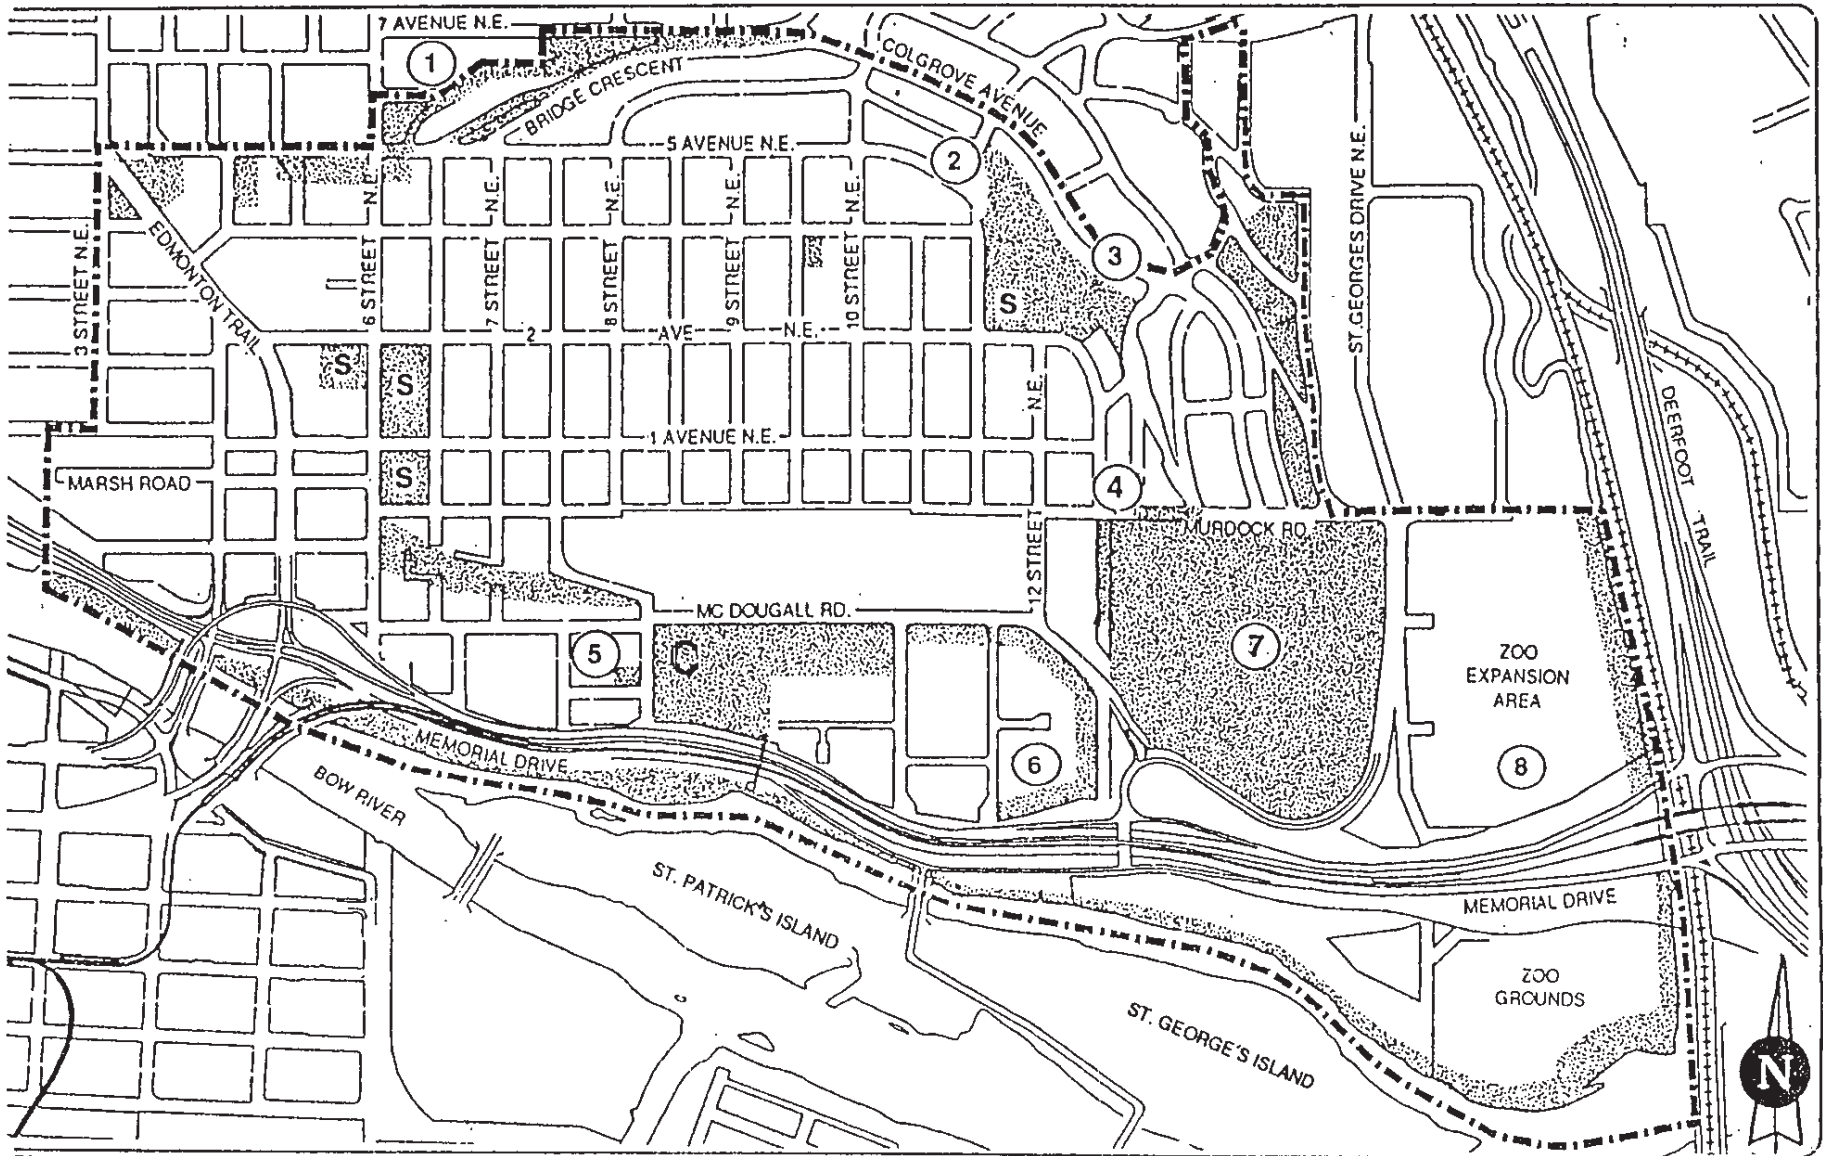 7 AVENUE N.E.
1
COLGROVE AVENUE
BRIDGE CRESCENT
5 AVENUE N.E.
2
ST. GEORGES DRIVE N.E.
3 STREET N.E.
EDMONTON TRAIL
6 STREET N.E.
7 STREET N.E.
8 STREET N.E.
9 STREET N.E.
10 STREET N.E.
3
S
2 AVE N.E.
S
S
DEERFOOT TRAIL
1 AVENUE N.E.
12 STREET N.E.
MARSH ROAD
S
4
MURDOCK RD.
MC DOUGALL RD.
5
C
7
ZOO
EXPANSION
AREA
6
8
MEMORIAL DRIVE
BOW RIVER
ST. PATRICK'S ISLAND
MEMORIAL DRIVE
ZOO
GROUNDS
ST. GEORGE'S ISLAND
N